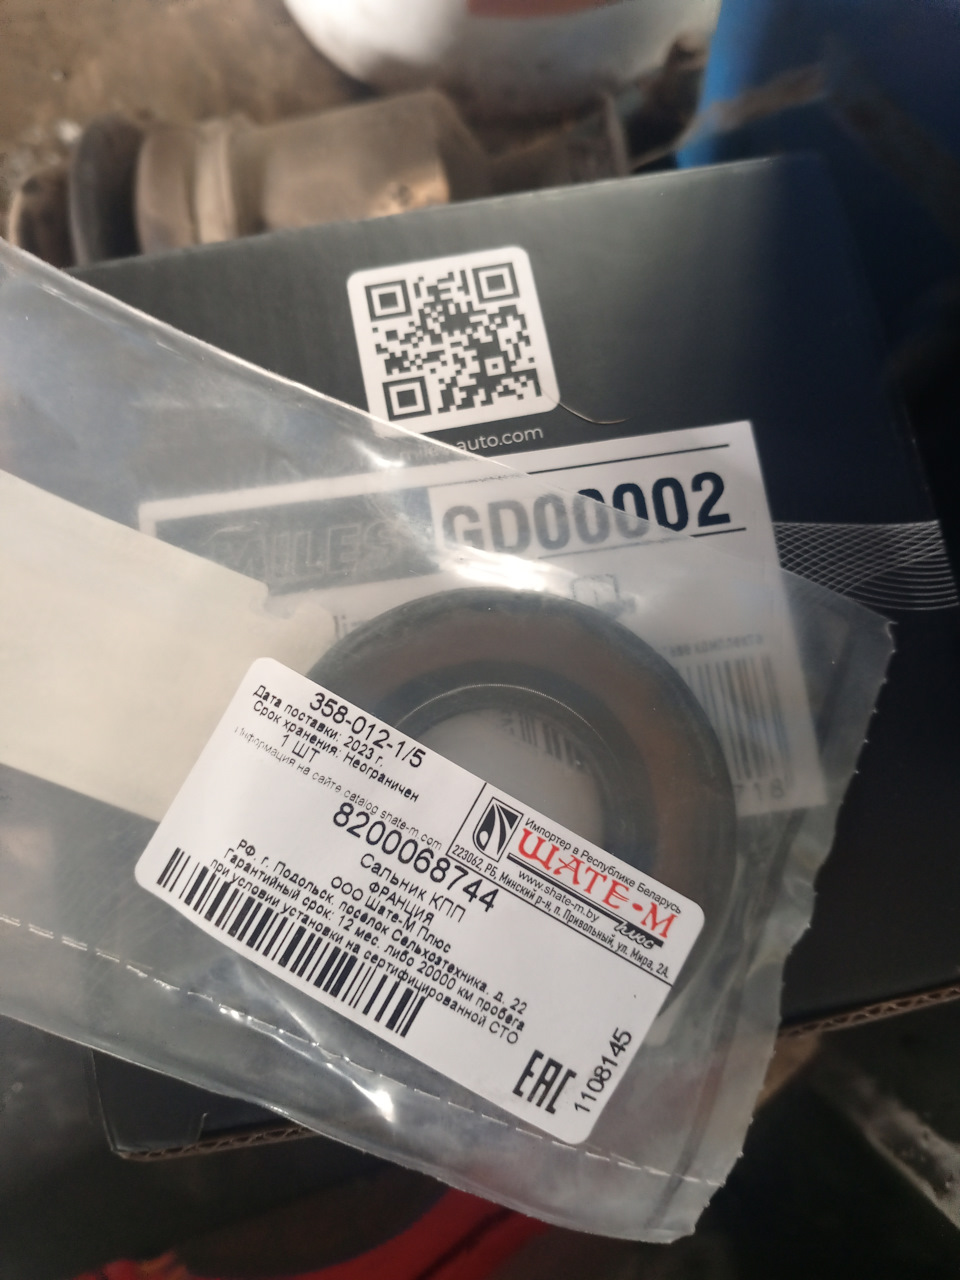 auto.com
MILES
GD00002
358-012-1/5
Дата поставки: 2023 г.
Срок хранения: Неограничен
1 ШТ
Информация на сайте catalog.shate-m.com
8200068744
Сальник КПП
ФРАНЦИЯ
ООО Шате-М Плюс
РФ, г. Подольск, поселок Сельхозтехника, д. 22
Гарантийный срок: 12 мес. либо 20000 км пробега
при условии установки на сертифицированной СТО
Импортер в Республике Беларусь
ШАТЕ-М
плюс
www.shate-m.by
223062, РБ, Минский р-н, п. Привольный, ул. Мира, 2А.
EAC
1108145